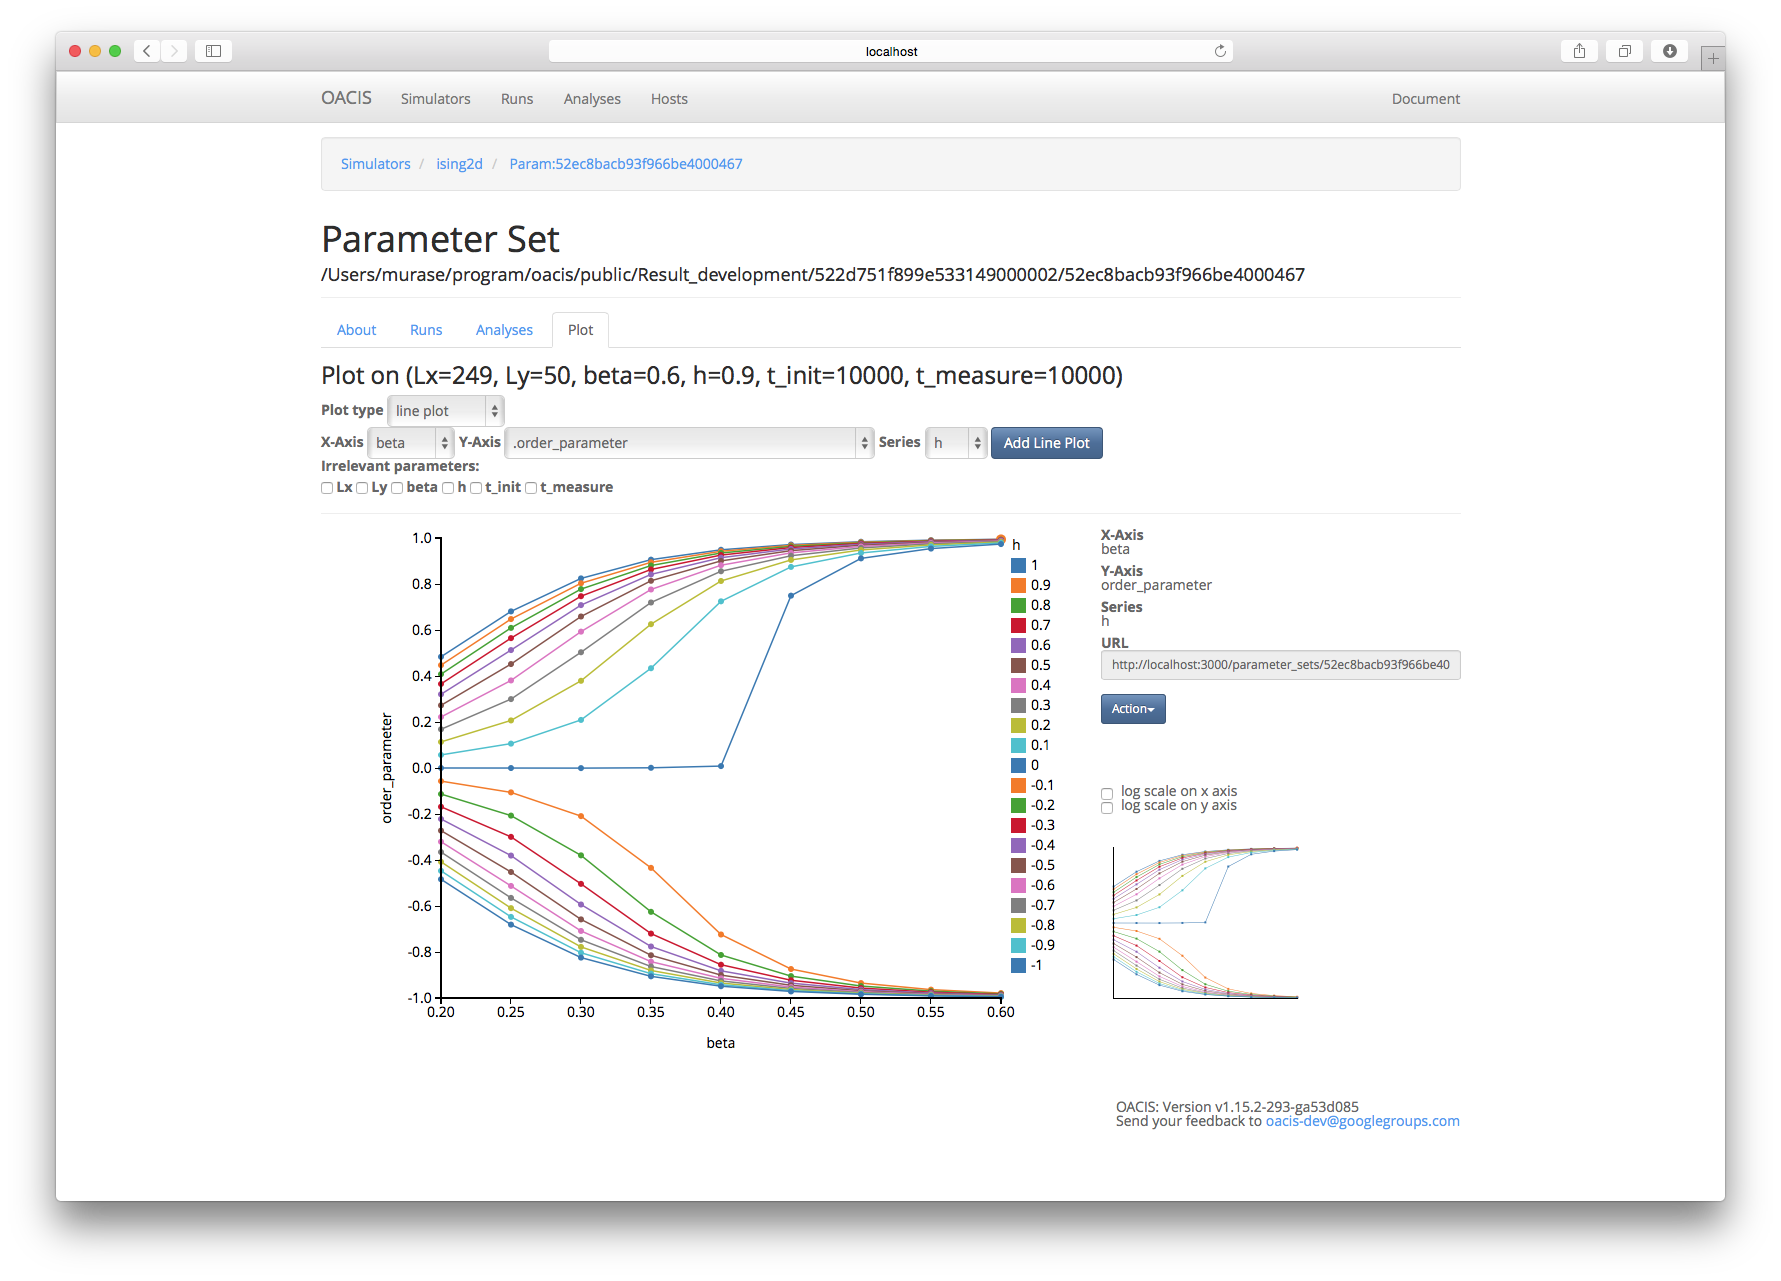 localhost
OACIS Simulators Runs Analyses Hosts Document
Simulators / ising2d / Param:52ec8bacb93f966be4000467
Parameter Set
/Users/murase/program/oacis/public/Result_development/522d751f899e533149000002/52ec8bacb93f966be4000467
About Runs Analyses Plot
Plot on (Lx=249, Ly=50, beta=0.6, h=0.9, t_init=10000, t_measure=10000)
Plot type line plot
X-Axis beta Y-Axis .order_parameter Series h Add Line Plot
Irrelevant parameters:
Lx Ly beta h t_init t_measure
1.0
0.8
0.6
0.4
0.2
0.0
-0.2
-0.4
-0.6
-0.8
-1.0
order_parameter
0.20 0.25 0.30 0.35 0.40 0.45 0.50 0.55 0.60
beta
h
1
0.9
0.8
0.7
0.6
0.5
0.4
0.3
0.2
0.1
0
-0.1
-0.2
-0.3
-0.4
-0.5
-0.6
-0.7
-0.8
-0.9
-1
X-Axis
beta
Y-Axis
order_parameter
Series
h
URL
http://localhost:3000/parameter_sets/52ec8bacb93f966be40
Action
log scale on x axis
log scale on y axis
OACIS: Version v1.15.2-293-ga53d085
Send your feedback to oacis-dev@googlegroups.com